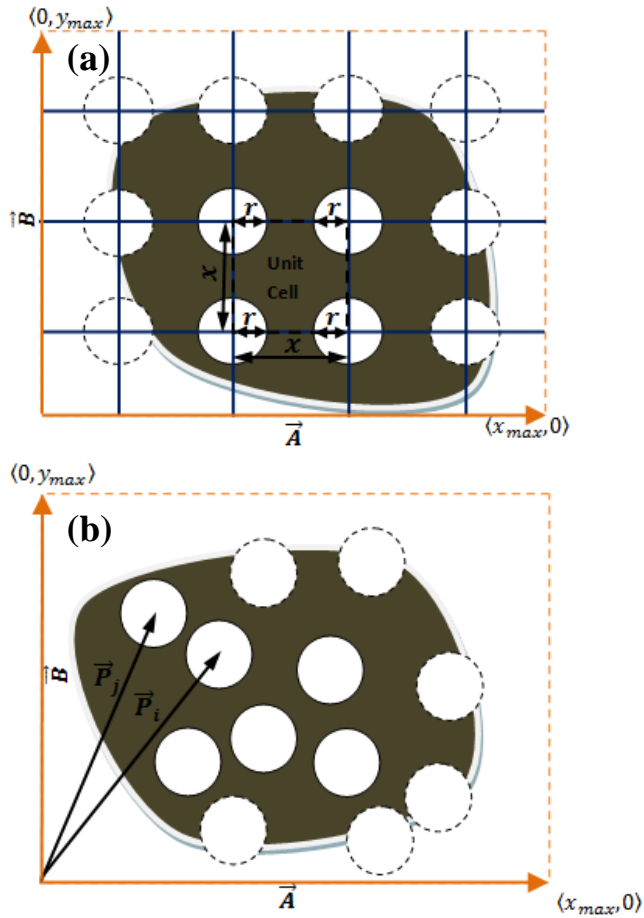 ⟨0, y_max⟩
(a)
r r
B⃗
x
Unit
Cell
r r
x
A⃗
⟨x_max, 0⟩
⟨0, y_max⟩
(b)
B⃗
P⃗_j
P⃗_i
A⃗
⟨x_max, 0⟩